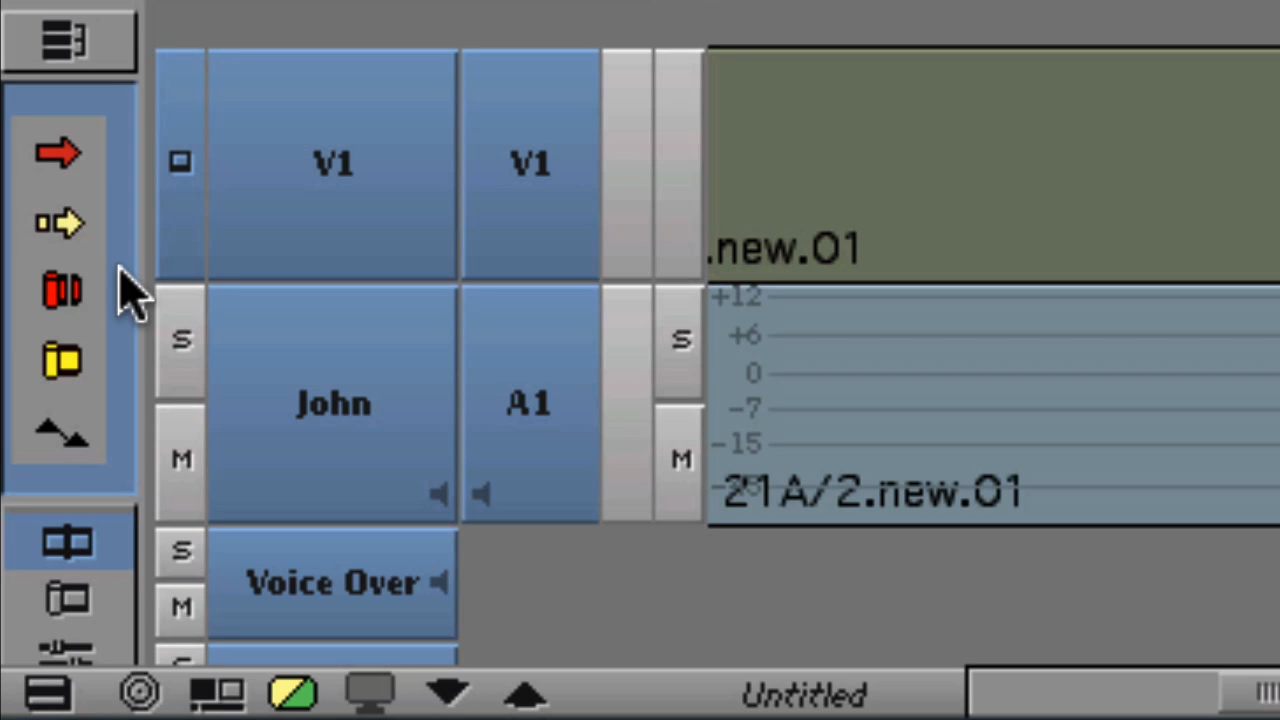 V1 V1
.new.01
S John A1 S
M M
+12
+6
0
-7
-15
21A/2.new.01
S Voice Over
M
Untitled